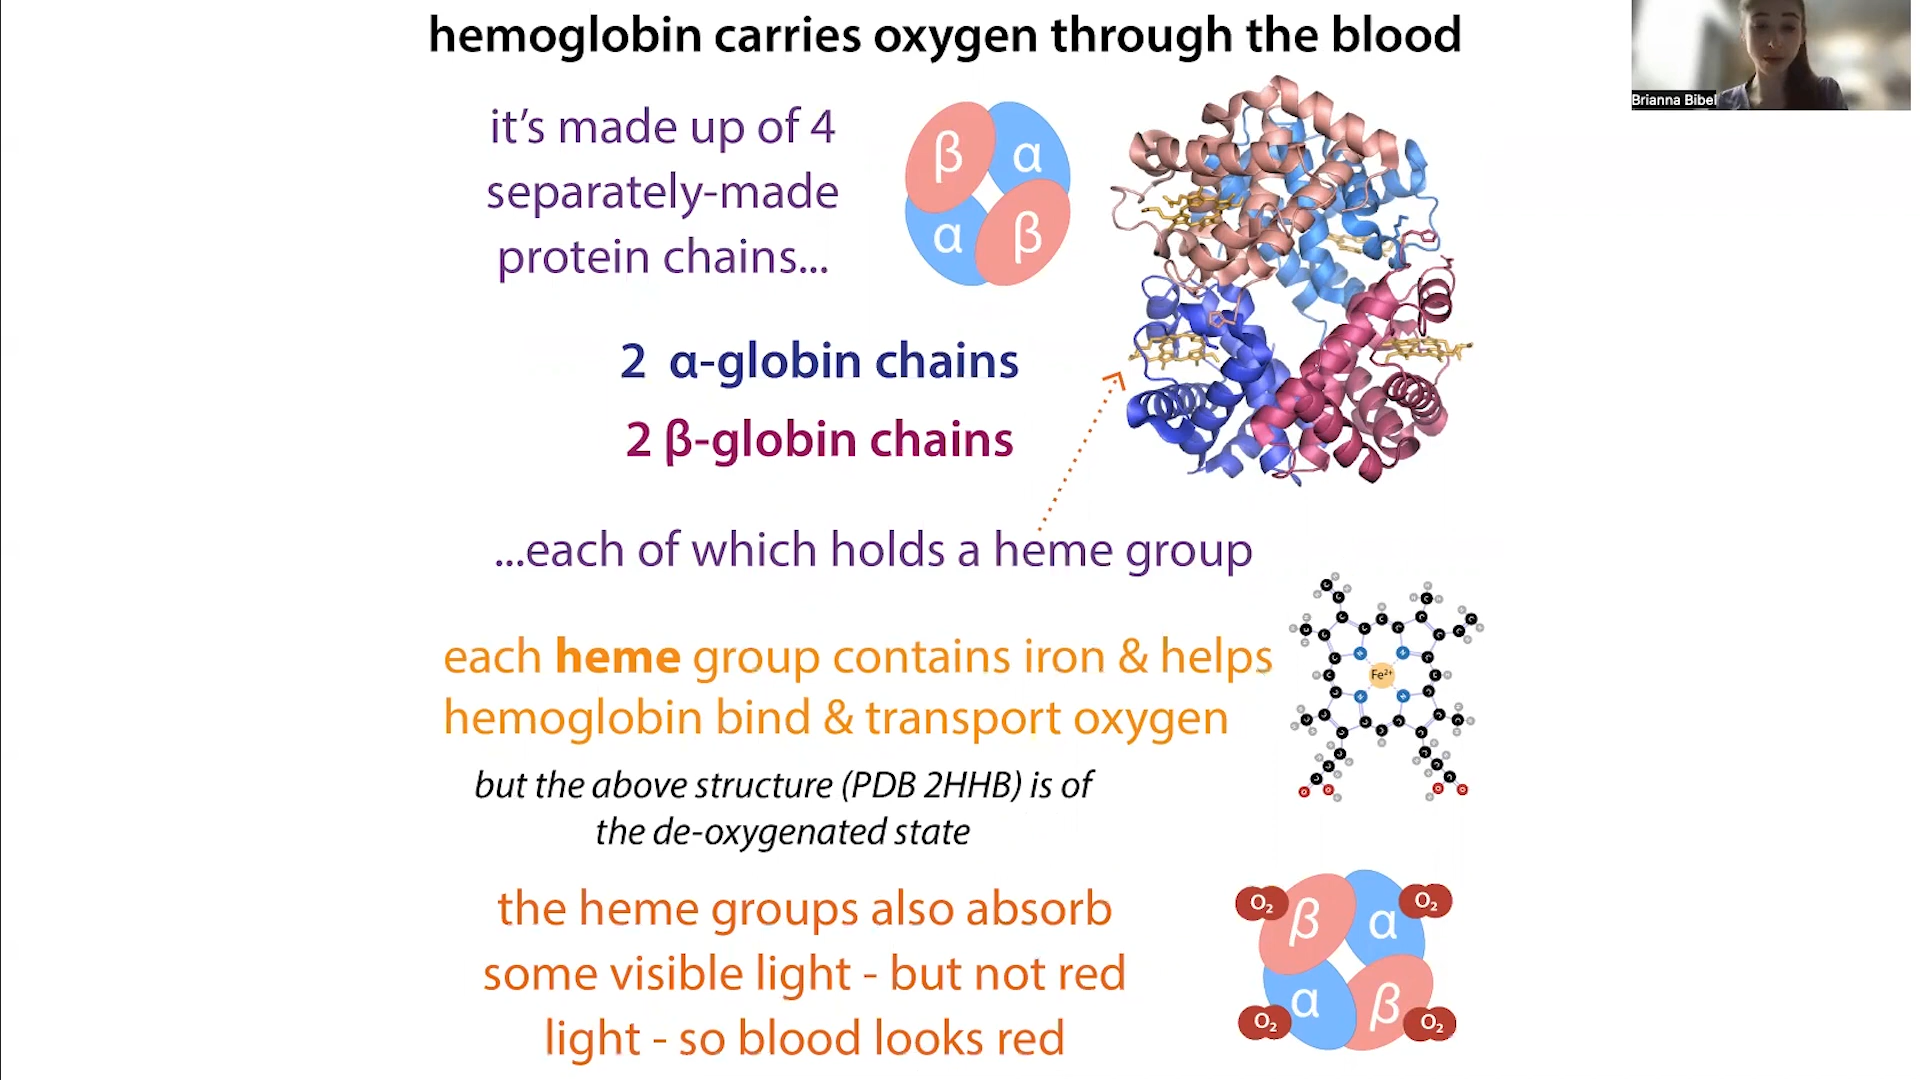 hemoglobin carries oxygen through the blood
Brianna Bibel
it's made up of 4
separately-made
protein chains...
β α
α β
2 α-globin chains
2 β-globin chains
...each of which holds a heme group
each heme group contains iron & helps
hemoglobin bind & transport oxygen
Fe²⁺
but the above structure (PDB 2HHB) is of
the de-oxygenated state
the heme groups also absorb
some visible light - but not red
light - so blood looks red
O₂ β α O₂
O₂ α β O₂